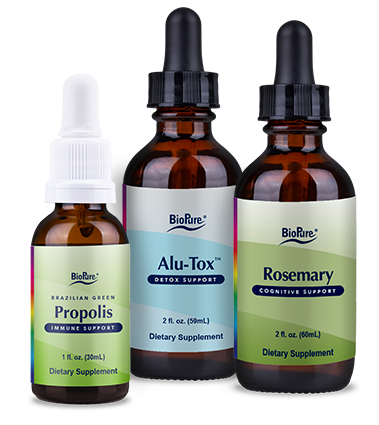 BioPure®
BRAZILIAN GREEN
Propolis
IMMUNE SUPPORT
1 fl. oz. (30mL)
Dietary Supplement
BioPure®
Alu-Tox™
DETOX SUPPORT
2 fl. oz. (59mL)
Dietary Supplement
BioPure®
Rosemary
COGNITIVE SUPPORT
2 fl. oz. (60mL)
Dietary Supplement